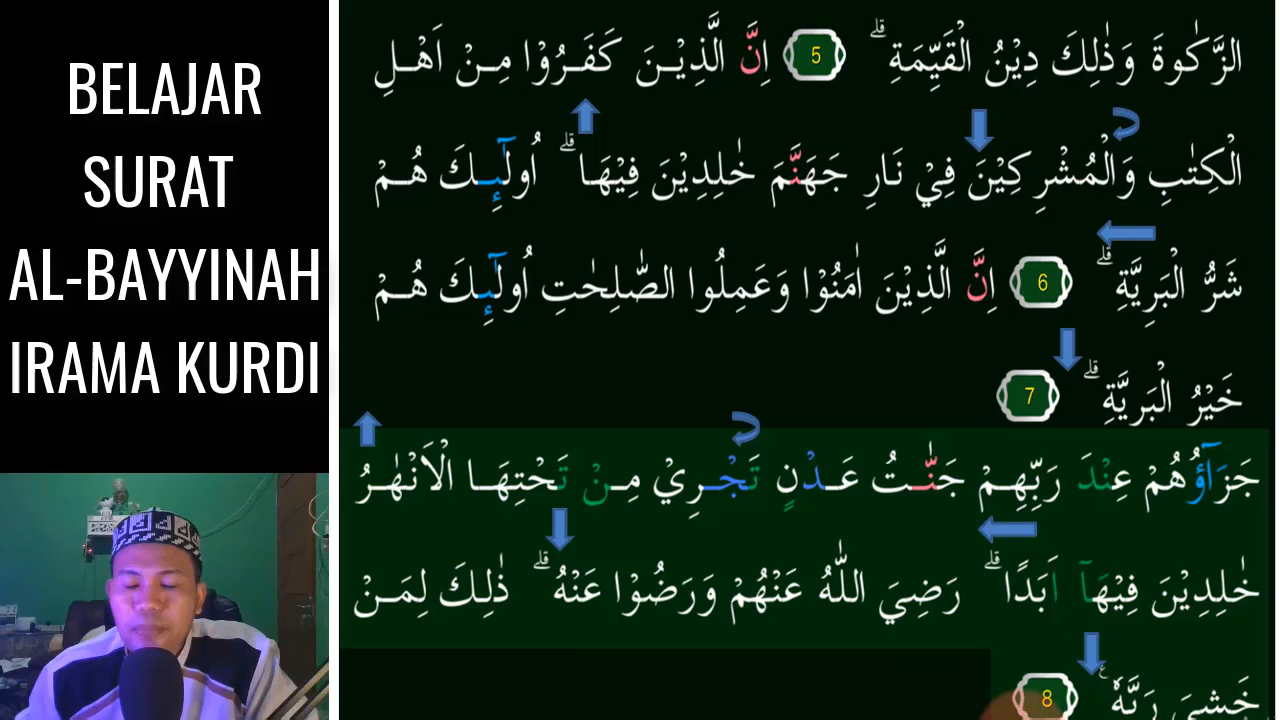 BELAJAR
SURAT
AL-BAYYINAH
IRAMA KURDI
الزَّكٰوةَ وَذٰلِكَ دِيْنُ الْقَيِّمَةِ ۗ 5 اِنَّ الَّذِيْنَ كَفَرُوْا مِنْ اَهْلِ
الْكِتٰبِ وَالْمُشْرِكِيْنَ فِيْ نَارِ جَهَنَّمَ خٰلِدِيْنَ فِيْهَا ۗ اُولٰۤىِٕكَ هُمْ
شَرُّ الْبَرِيَّةِ ۗ 6 اِنَّ الَّذِيْنَ اٰمَنُوْا وَعَمِلُوا الصّٰلِحٰتِ اُولٰۤىِٕكَ هُمْ
خَيْرُ الْبَرِيَّةِ ۗ 7
جَزَاۤؤُهُمْ عِنْدَ رَبِّهِمْ جَنّٰتُ عَدْنٍ تَجْرِيْ مِنْ تَحْتِهَا الْاَنْهٰرُ
خٰلِدِيْنَ فِيْهَآ اَبَدًا ۗ رَضِيَ اللّٰهُ عَنْهُمْ وَرَضُوْا عَنْهُ ۗ ذٰلِكَ لِمَنْ
خَشِيَ رَبَّهٗ ࣖ 8